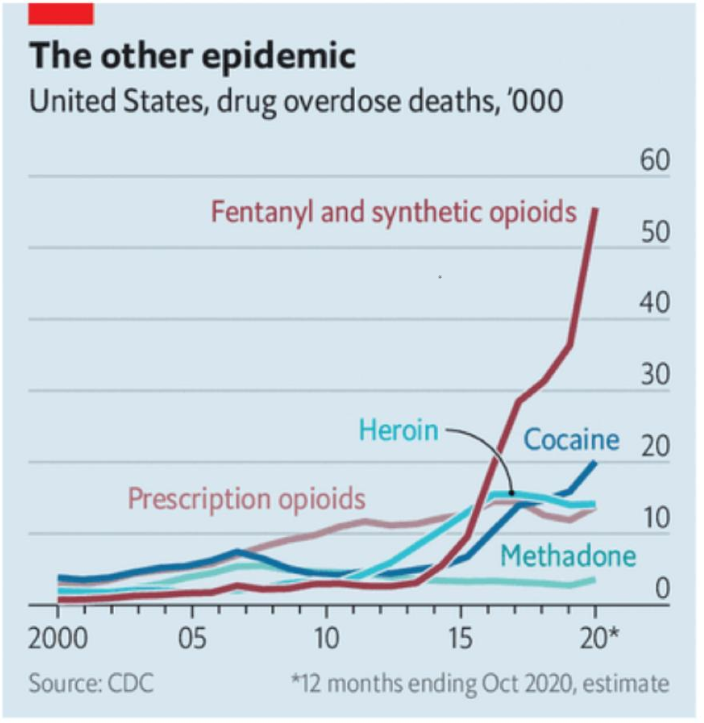 The other epidemic
United States, drug overdose deaths, ’000
60
Fentanyl and synthetic opioids
50
40
30
Heroin
Cocaine
20
Prescription opioids
10
Methadone
0
2000 05 10 15 20*
Source: CDC *12 months ending Oct 2020, estimate